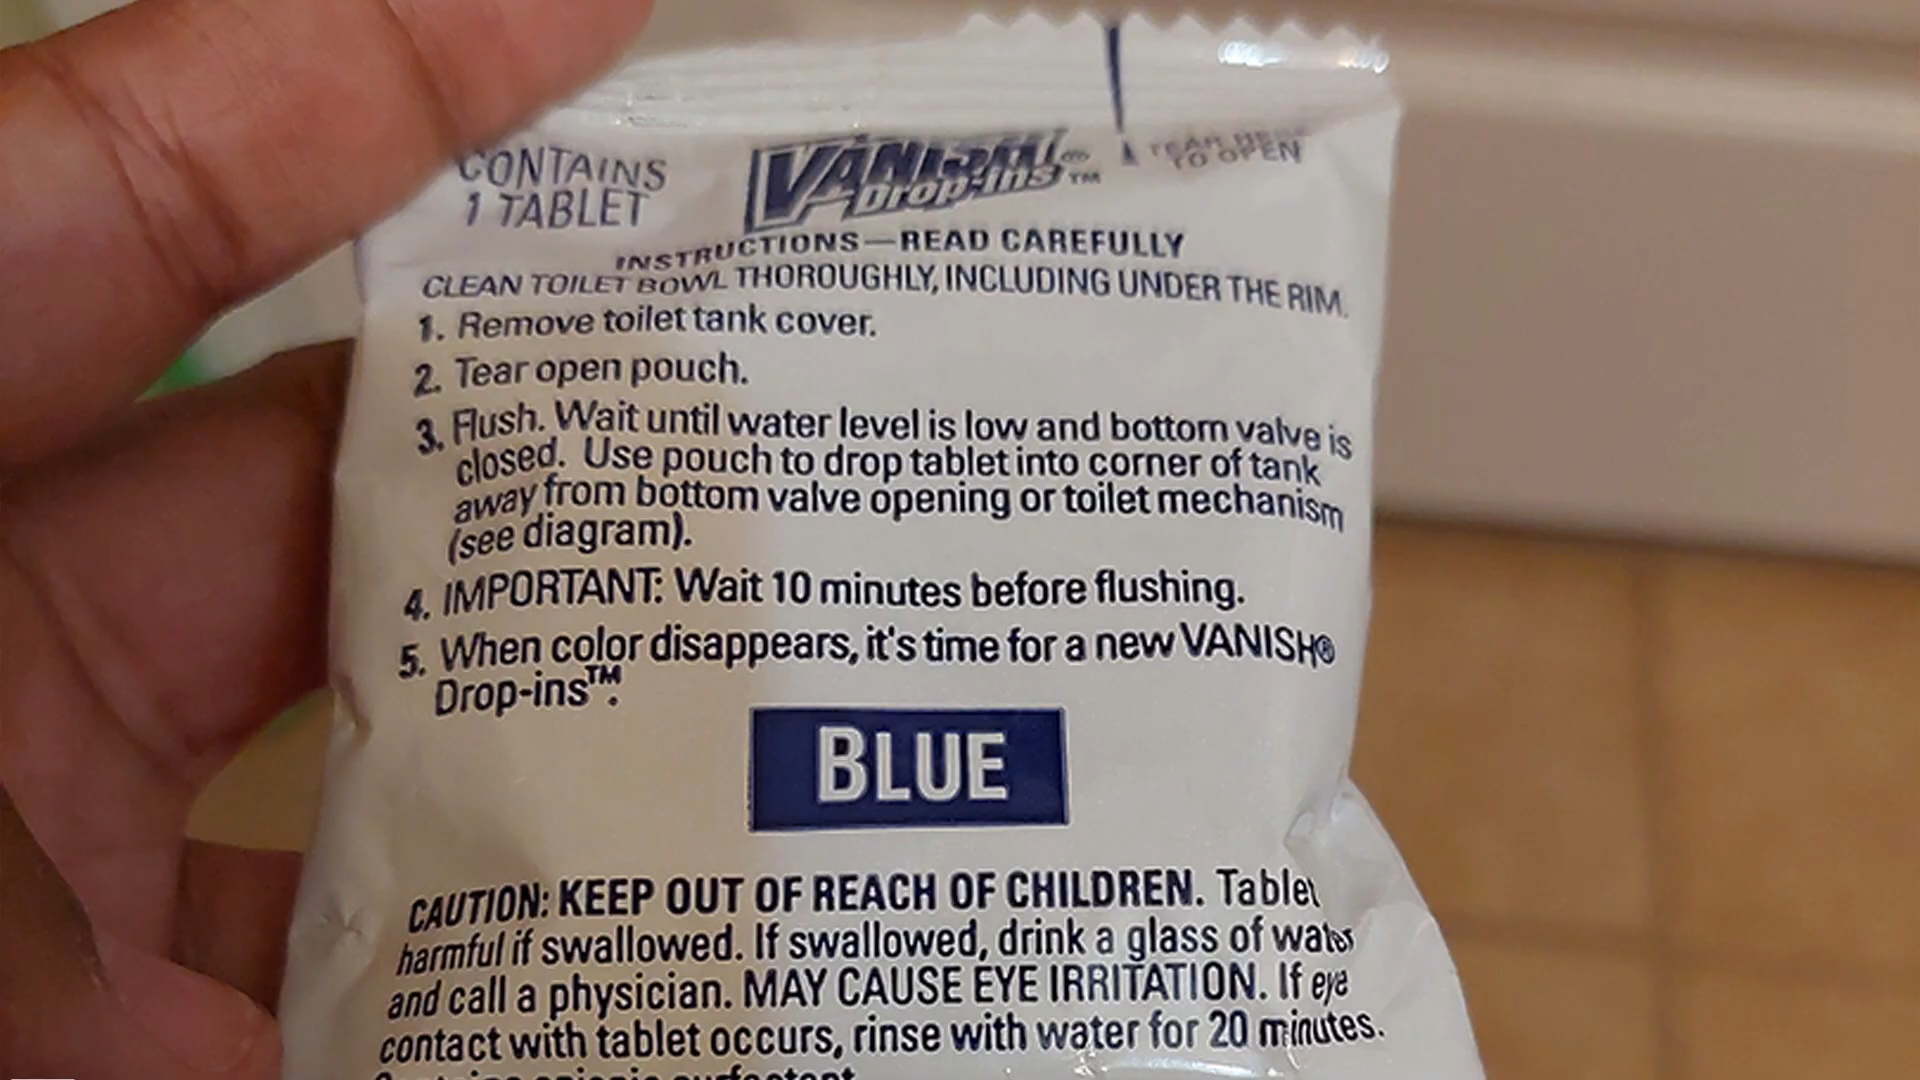 CONTAINS
1 TABLET
VANISH®
Drop-ins™
TEAR HERE
TO OPEN
INSTRUCTIONS—READ CAREFULLY
CLEAN TOILET BOWL THOROUGHLY, INCLUDING UNDER THE RIM.
1. Remove toilet tank cover.
2. Tear open pouch.
3. Flush. Wait until water level is low and bottom valve is
closed. Use pouch to drop tablet into corner of tank
away from bottom valve opening or toilet mechanism
(see diagram).
4. IMPORTANT: Wait 10 minutes before flushing.
5. When color disappears, it's time for a new VANISH®
Drop-ins™.
BLUE
CAUTION: KEEP OUT OF REACH OF CHILDREN. Tablet
harmful if swallowed. If swallowed, drink a glass of water
and call a physician. MAY CAUSE EYE IRRITATION. If eye
contact with tablet occurs, rinse with water for 20 minutes.
Contains anionic surfactant